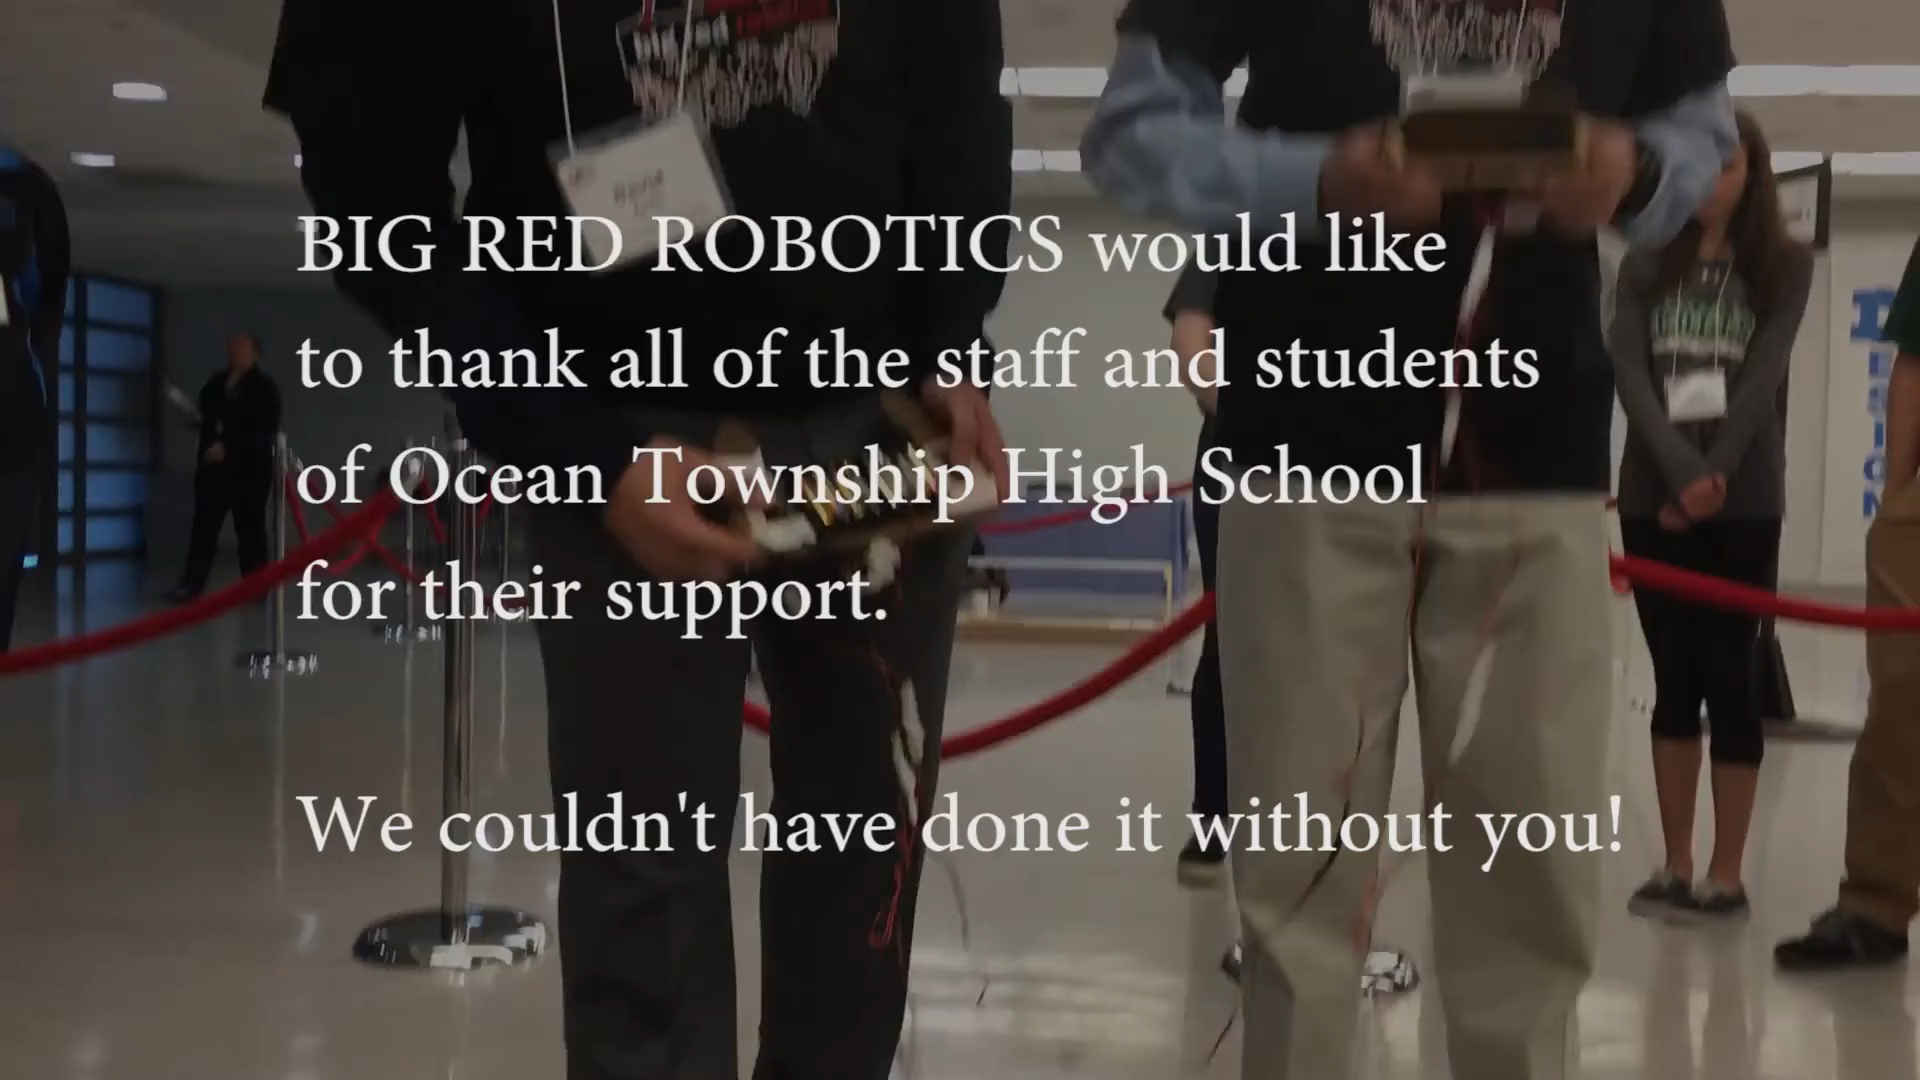 BIG RED ROBOTICS would like
to thank all of the staff and students
of Ocean Township High School
for their support.
We couldn't have done it without you!